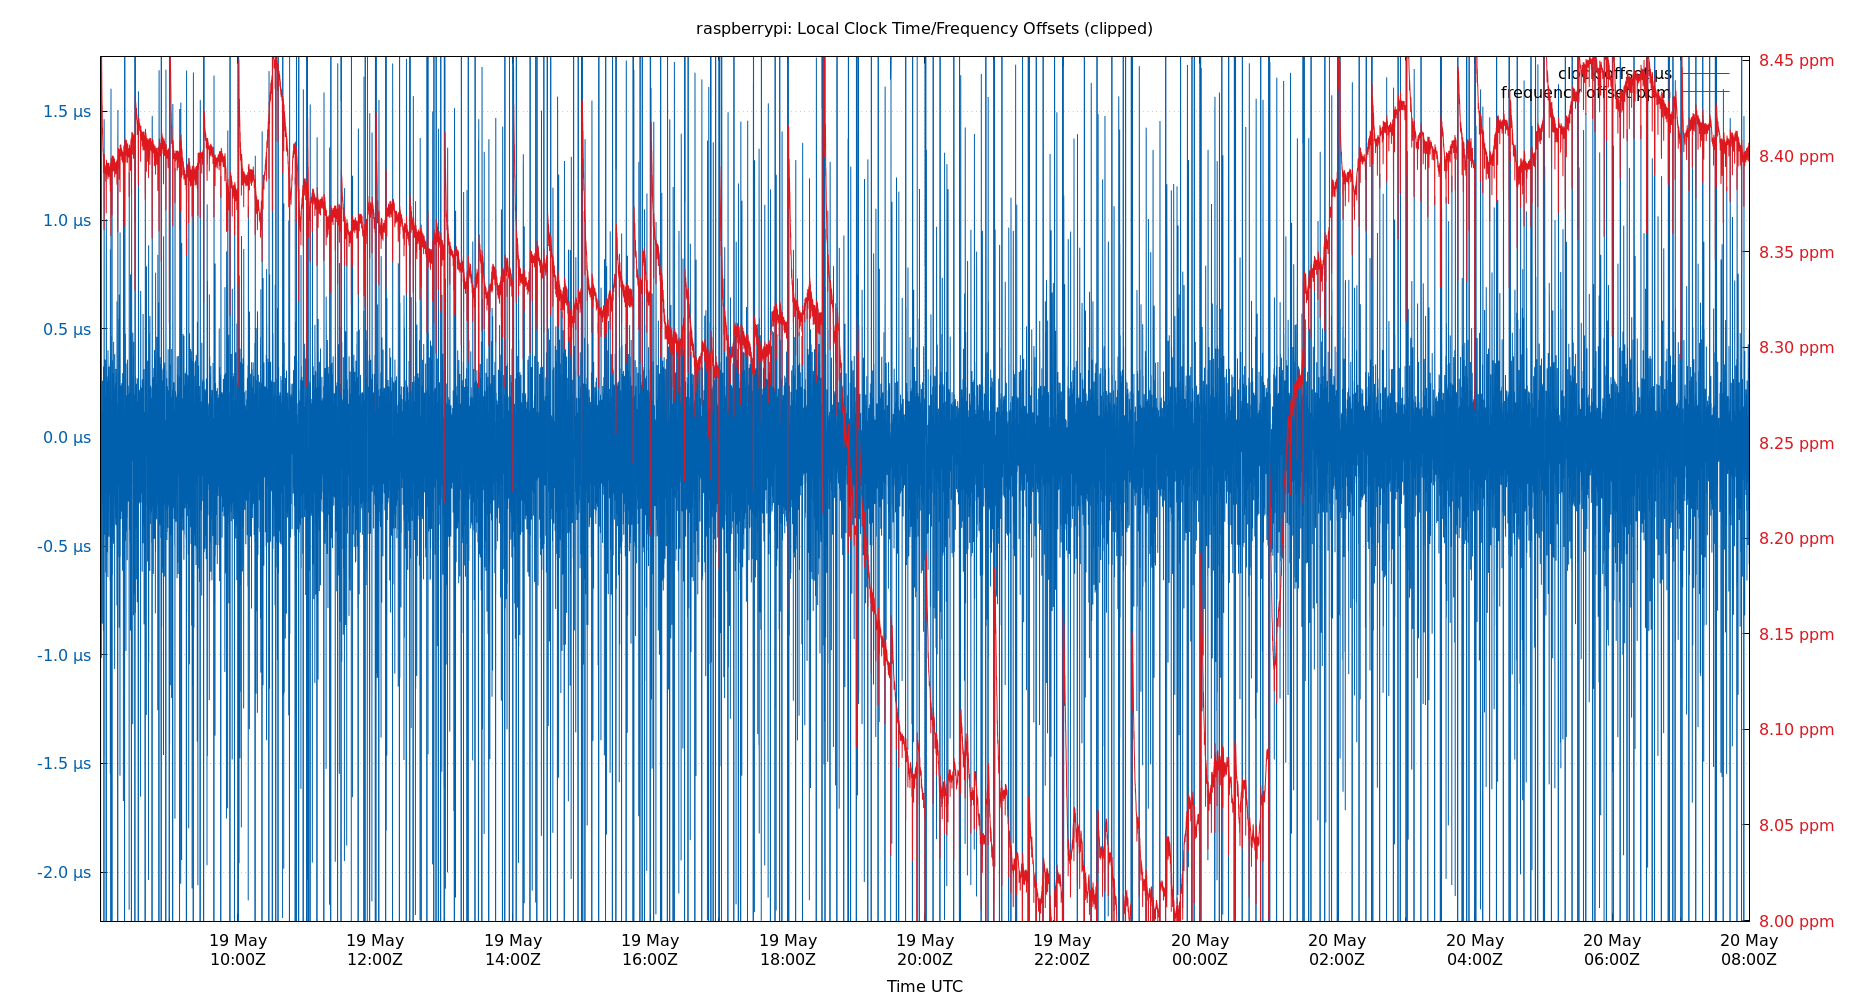 raspberrypi: Local Clock Time/Frequency Offsets (clipped)
clock offset µs
frequency offset ppm
1.5 µs
1.0 µs
0.5 µs
0.0 µs
-0.5 µs
-1.0 µs
-1.5 µs
-2.0 µs
8.45 ppm
8.40 ppm
8.35 ppm
8.30 ppm
8.25 ppm
8.20 ppm
8.15 ppm
8.10 ppm
8.05 ppm
8.00 ppm
19 May 19 May 19 May 19 May 19 May 19 May 19 May 20 May 20 May 20 May 20 May 20 May
10:00Z 12:00Z 14:00Z 16:00Z 18:00Z 20:00Z 22:00Z 00:00Z 02:00Z 04:00Z 06:00Z 08:00Z
Time UTC